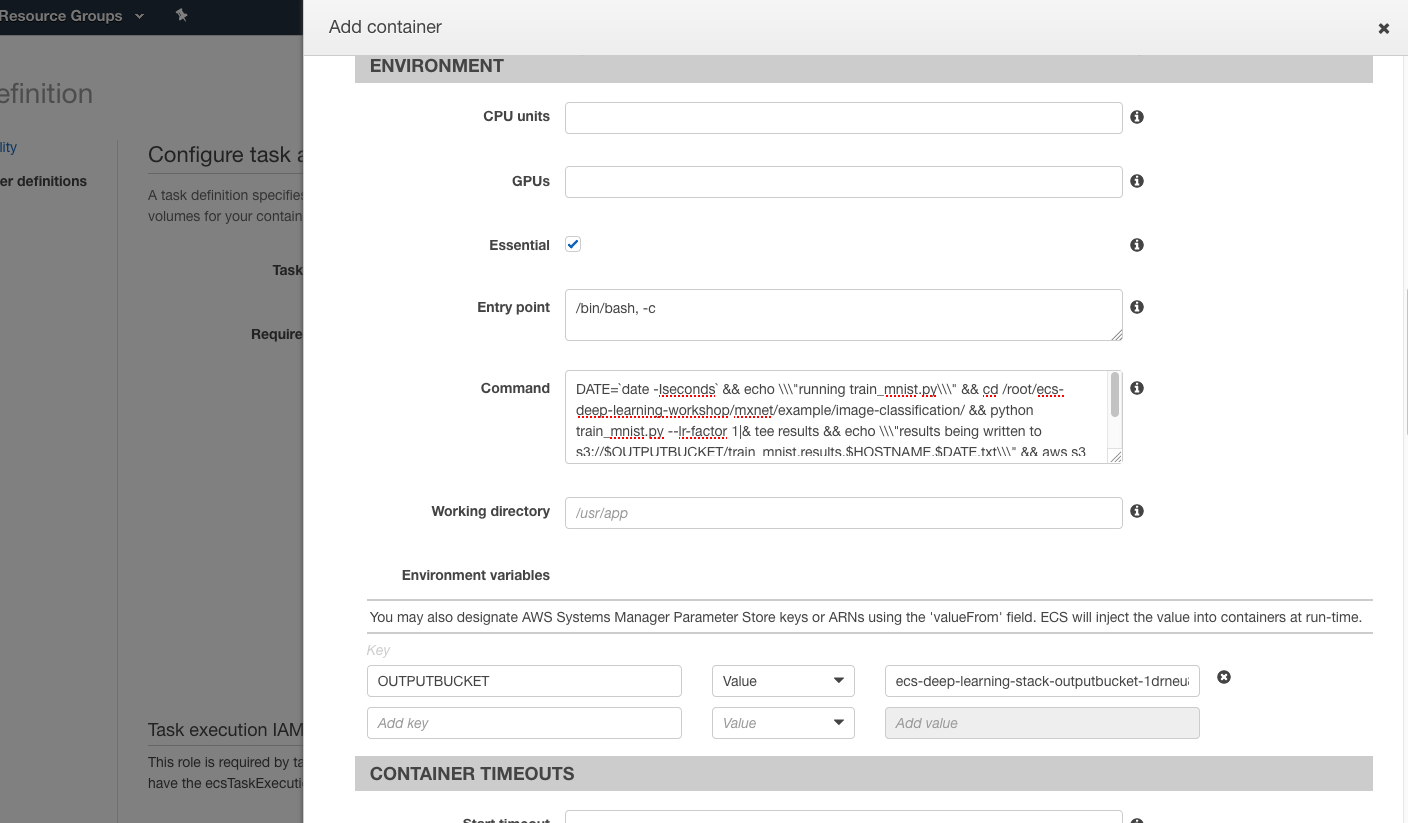 Resource Groups
Add container
ENVIRONMENT
efinition
CPU units
lity
Configure task a
GPUs
er definitions
A task definition specifies
volumes for your contain
Essential
Task
Entry point
/bin/bash, -c
Require
Command
DATE=`date -Iseconds` && echo \\\"running train_mnist.py\\\" && cd /root/ecs-
deep-learning-workshop/mxnet/example/image-classification/ && python
train_mnist.py --lr-factor 1|& tee results && echo \\\"results being written to
s3://$OUTPUTBUCKET/train_mnist.results.$HOSTNAME.$DATE.txt\\\" && aws s3
Working directory
/usr/app
Environment variables
You may also designate AWS Systems Manager Parameter Store keys or ARNs using the 'valueFrom' field. ECS will inject the value into containers at run-time.
Key
OUTPUTBUCKET
Value
ecs-deep-learning-stack-outputbucket-1drneu
Add key
Value
Add value
Task execution IAM
This role is required by ta
have the ecsTaskExecuti
CONTAINER TIMEOUTS
Start timeout